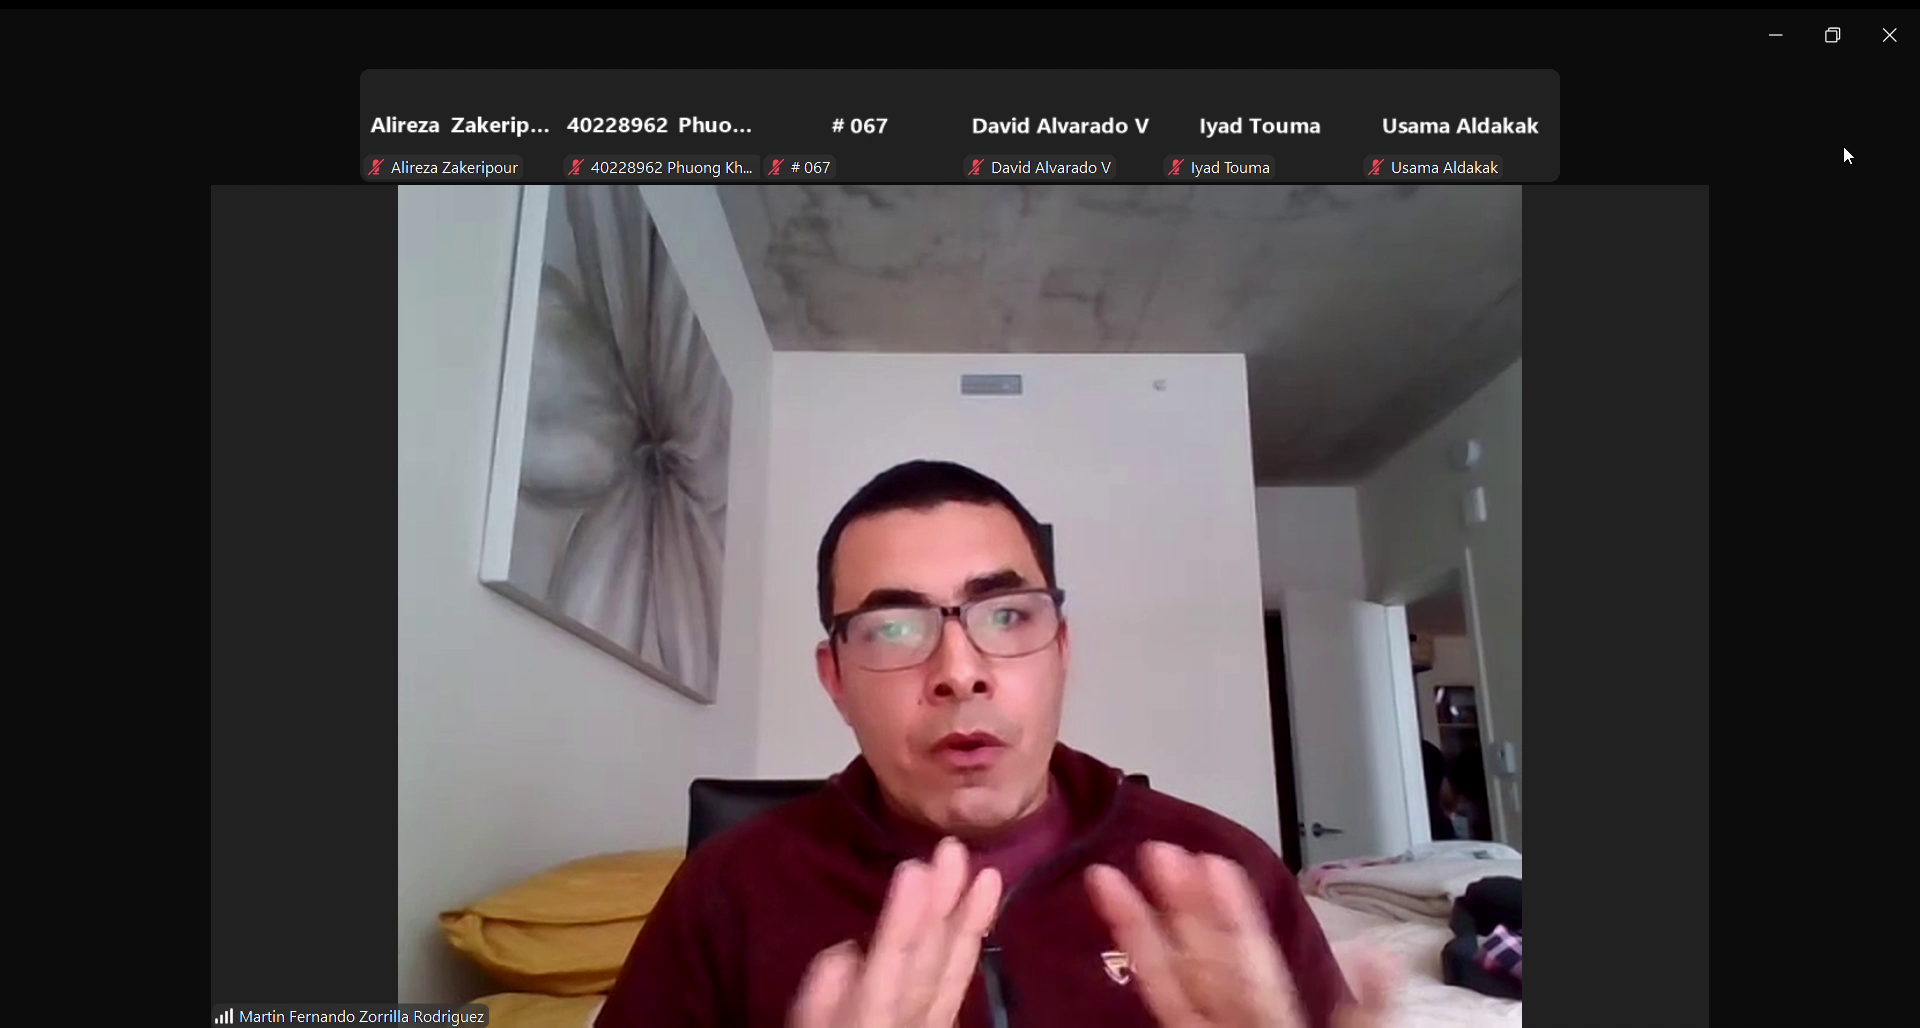 Alireza Zakerip...
40228962 Phuo...
# 067
David Alvarado V
Iyad Touma
Usama Aldakak
Alireza Zakeripour
40228962 Phuong Kh...
# 067
David Alvarado V
Iyad Touma
Usama Aldakak
Martin Fernando Zorrilla Rodriguez